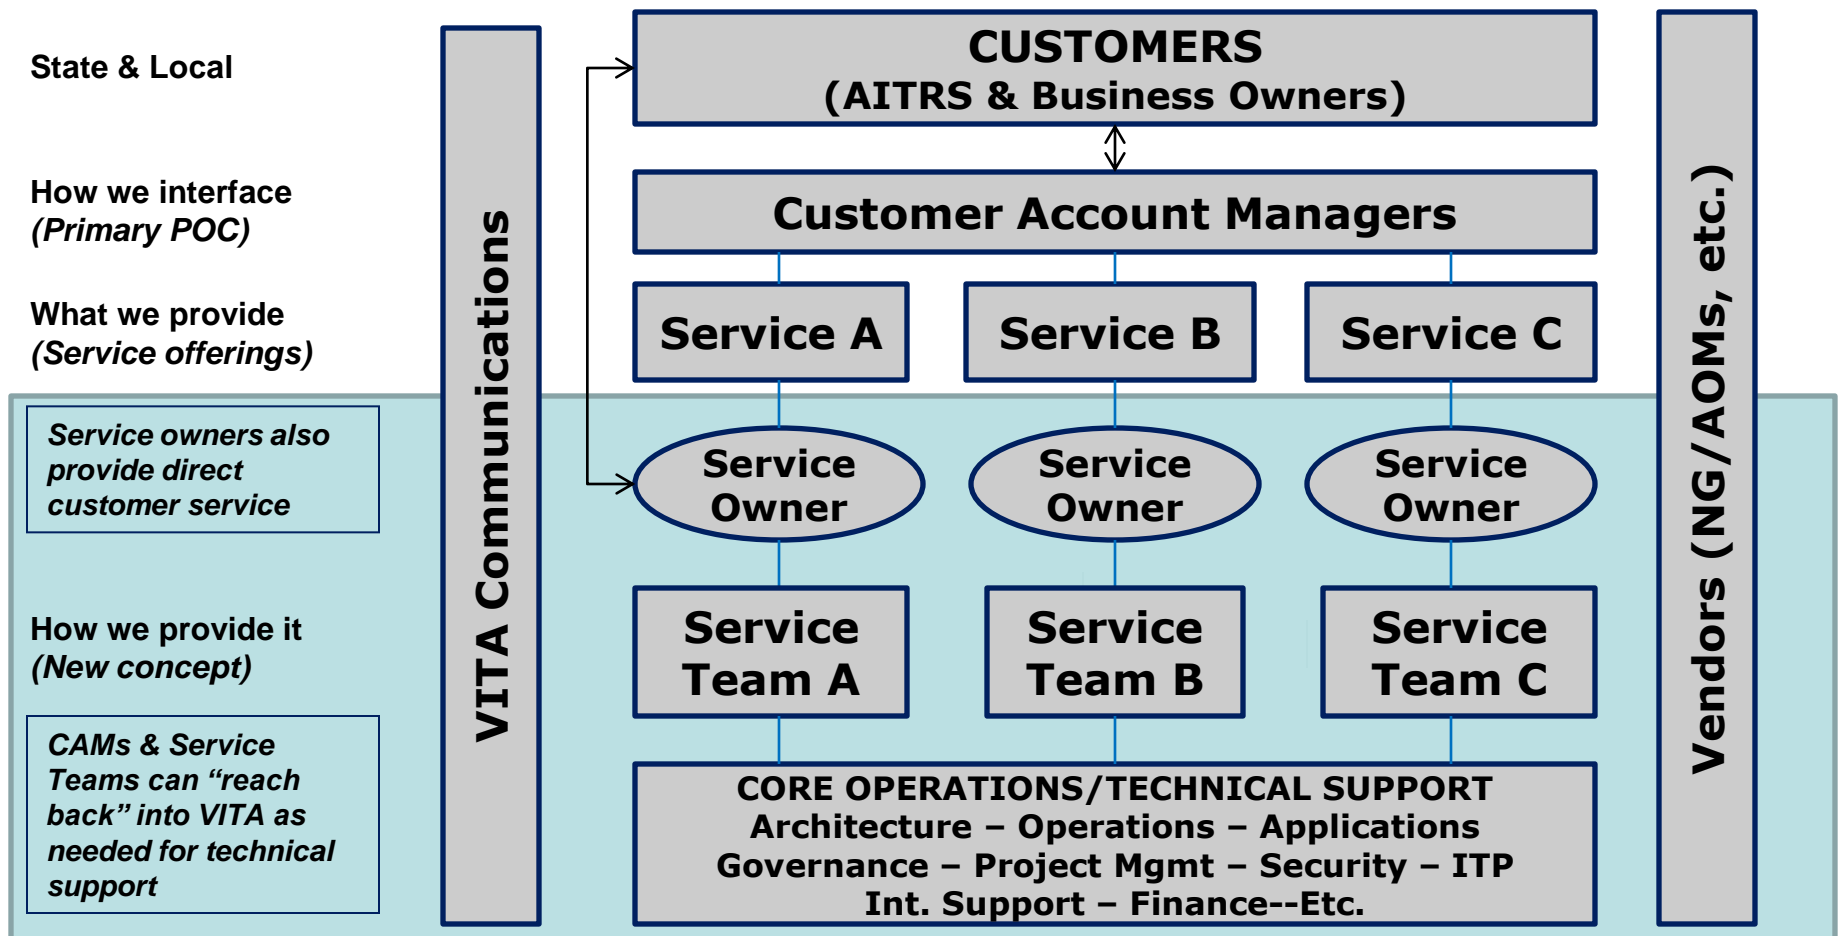 State & Local
CUSTOMERS
(AITRS & Business Owners)
How we interface
(Primary POC)
Customer Account Managers
What we provide
(Service offerings)
Service A
Service B
Service C
Service owners also
provide direct
customer service
Service
Owner
Service
Owner
Service
Owner
How we provide it
(New concept)
Service
Team A
Service
Team B
Service
Team C
CAMs & Service
Teams can “reach
back” into VITA as
needed for technical
support
CORE OPERATIONS/TECHNICAL SUPPORT
Architecture – Operations – Applications
Governance – Project Mgmt – Security – ITP
Int. Support – Finance--Etc.
VITA Communications
Vendors (NG/AOMs, etc.)